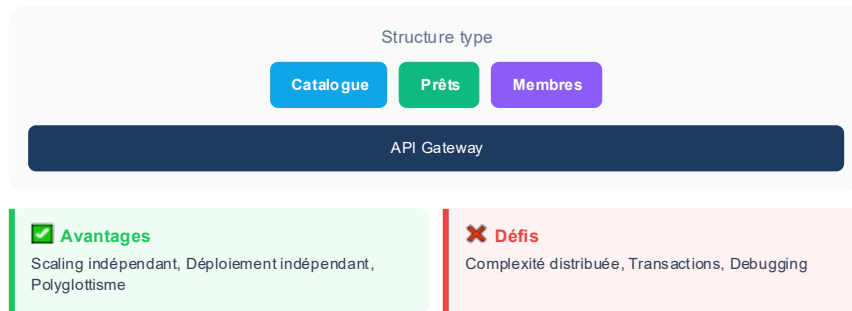 Structure type
Catalogue Prêts Membres
API Gateway
Avantages
Scaling indépendant, Déploiement indépendant,
Polyglottisme
Défis
Complexité distribuée, Transactions, Debugging